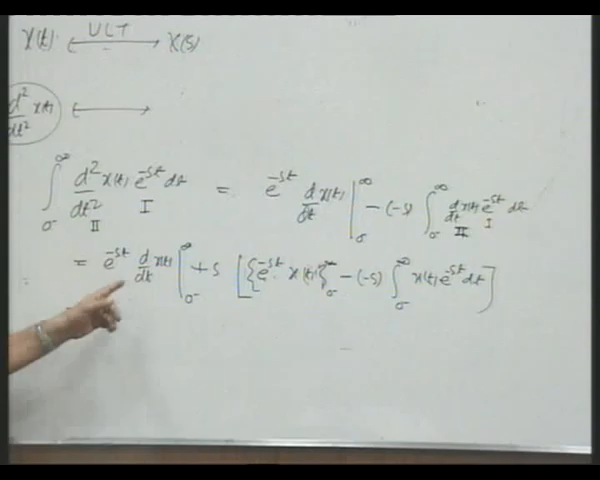 x(t) ⟷ ULT X(s)
d²/dt² x(t) ⟷
∫_{0⁻}^{∞} d²/dt² x(t) e^{-st} dt = e^{-st} d/dt x(t) |_{0⁻}^{∞} - (-s) ∫_{0⁻}^{∞} d/dt x(t) e^{-st} dt
II I II I
= e^{-st} d/dt x(t) |_{0⁻}^{∞} + s [{e^{-st} · x(t)}_{0⁻}^{∞} - (-s) ∫_{0⁻}^{∞} x(t) e^{-st} dt]